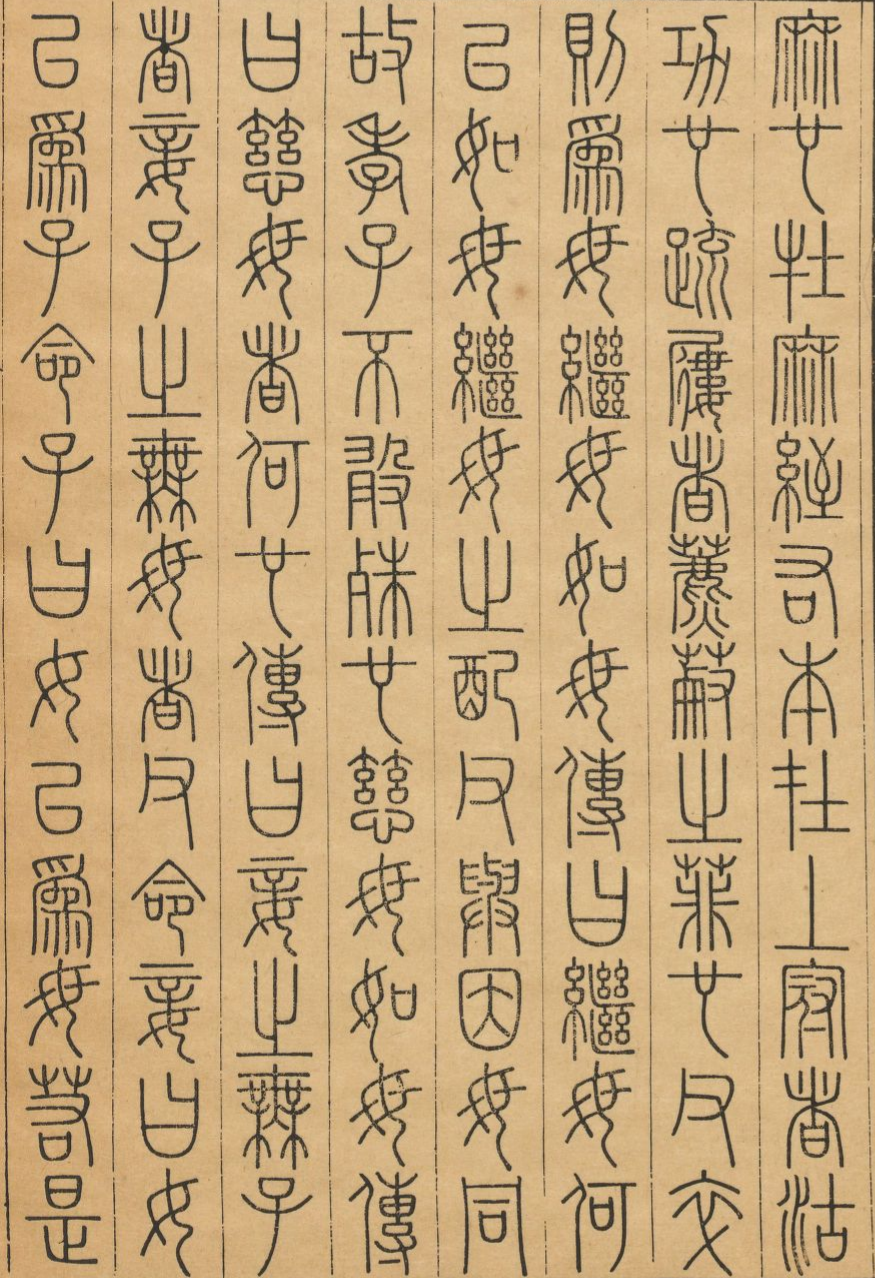 麻也牡麻絰右本在上冠者沽
功也疏屨者藨蒯之菲也父卒
則爲母繼母如母傳曰繼母何
以如母繼母之配父與因母同
故孝子不敢殊也慈母如母傳
曰慈母者何也傳曰妾之無子
者妾子之無母者父命妾曰女
以爲子命子曰女以爲母若是